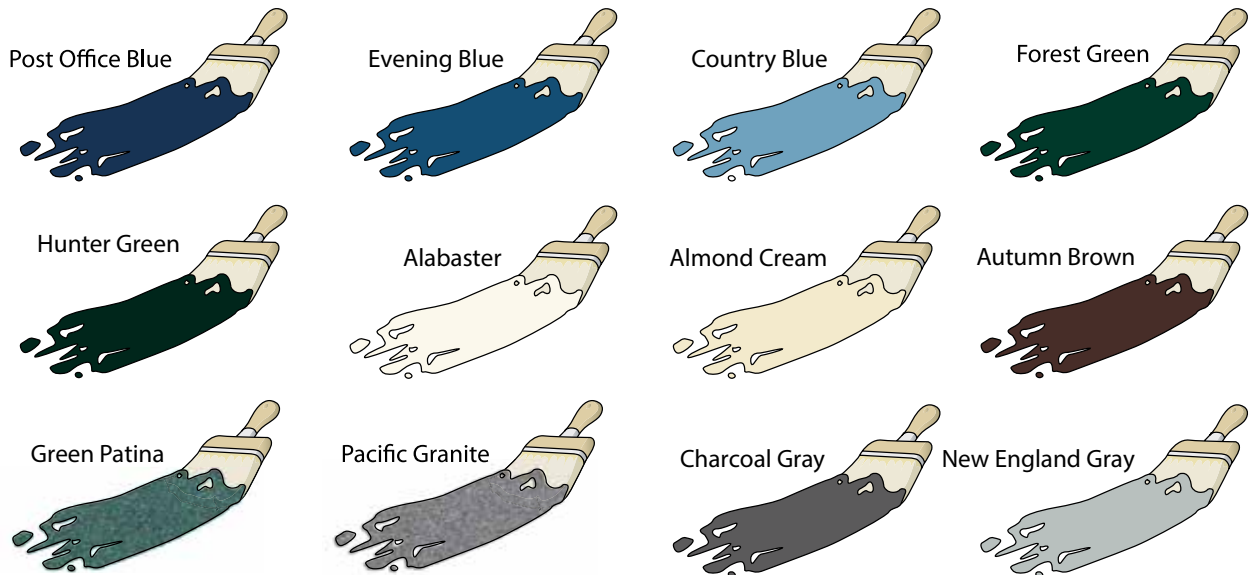 Post Office Blue
Evening Blue
Country Blue
Forest Green
Hunter Green
Alabaster
Almond Cream
Autumn Brown
Green Patina
Pacific Granite
Charcoal Gray
New England Gray